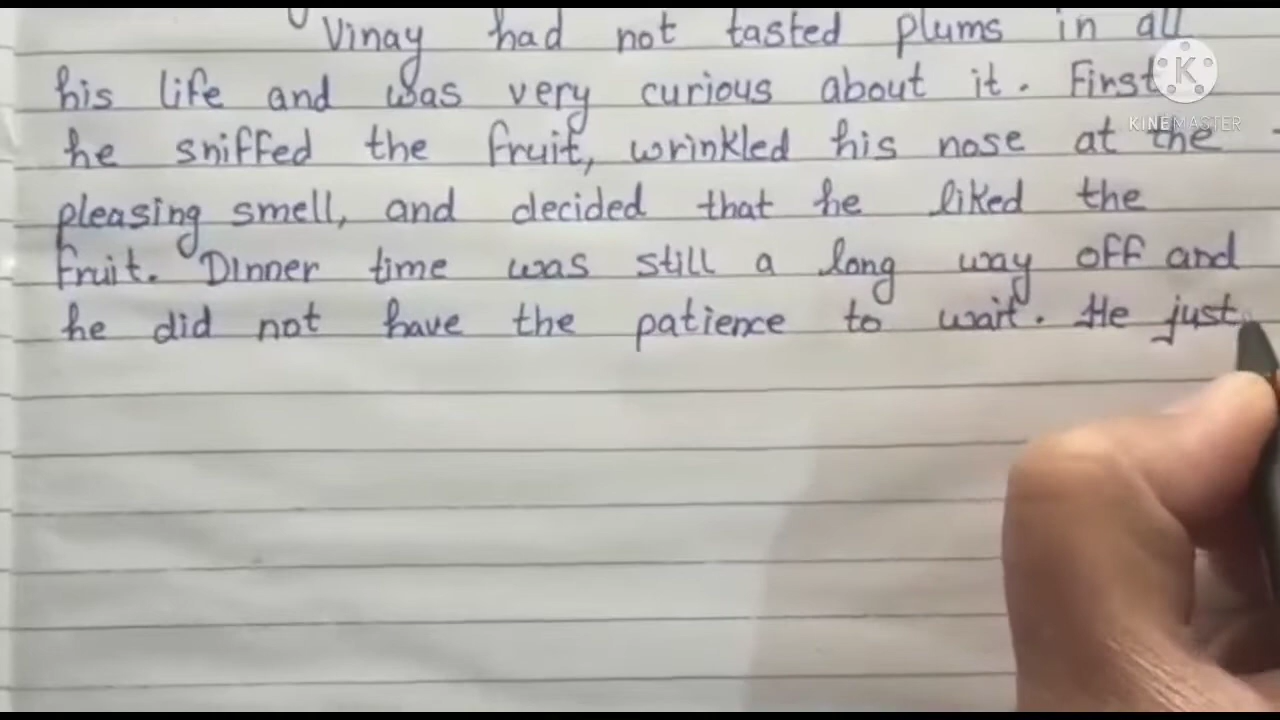 Vinay had not tasted plums in all
his life and was very curious about it. First
he sniffed the fruit, wrinkled his nose at the
pleasing smell, and decided that he liked the
fruit. Dinner time was still a long way off and
he did not have the patience to wait. He just
KINEMASTER